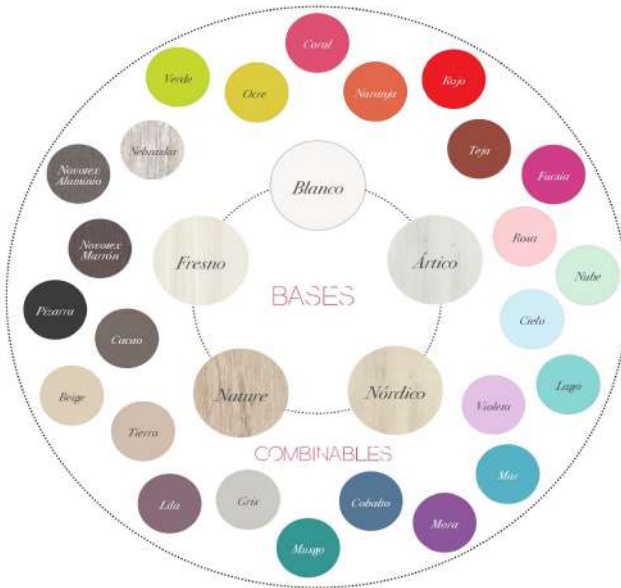 Coral
Verde
Ocre
Naranja
Rojo
Nebraska
Teja
Novotex
Aluminio
Fucsia
Blanco
Rosa
Novotex
Marrón
Fresno
Ártico
Nube
BASES
Pizarra
Cielo
Cacao
Beige
Nature
Nórdico
Lago
Violeta
Tierra
COMBINABLES
Mar
Lila
Gris
Cobalto
Mora
Musgo